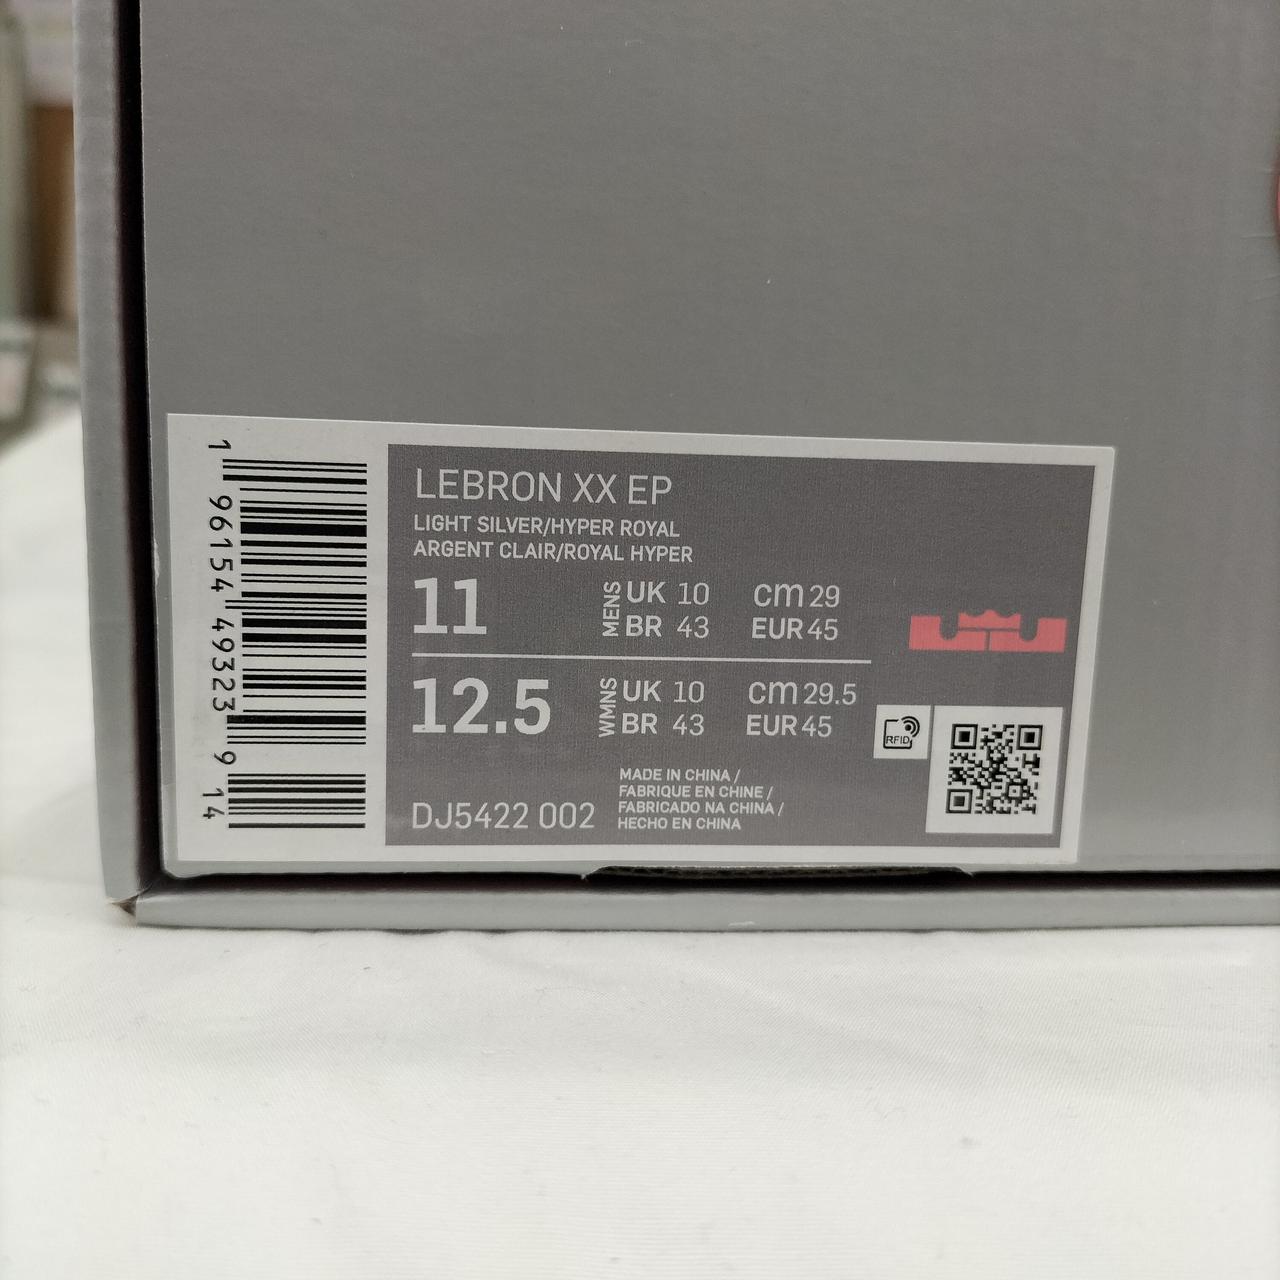 LEBRON XX EP
LIGHT SILVER/HYPER ROYAL
ARGENT CLAIR/ROYAL HYPER
11 MENS UK 10 cm 29
BR 43 EUR 45
12.5 WMNS UK 10 cm 29.5
BR 43 EUR 45
RFID
MADE IN CHINA /
FABRIQUE EN CHINE /
FABRICADO NA CHINA /
HECHO EN CHINA
DJ5422 002
1 96154 49323 9 14